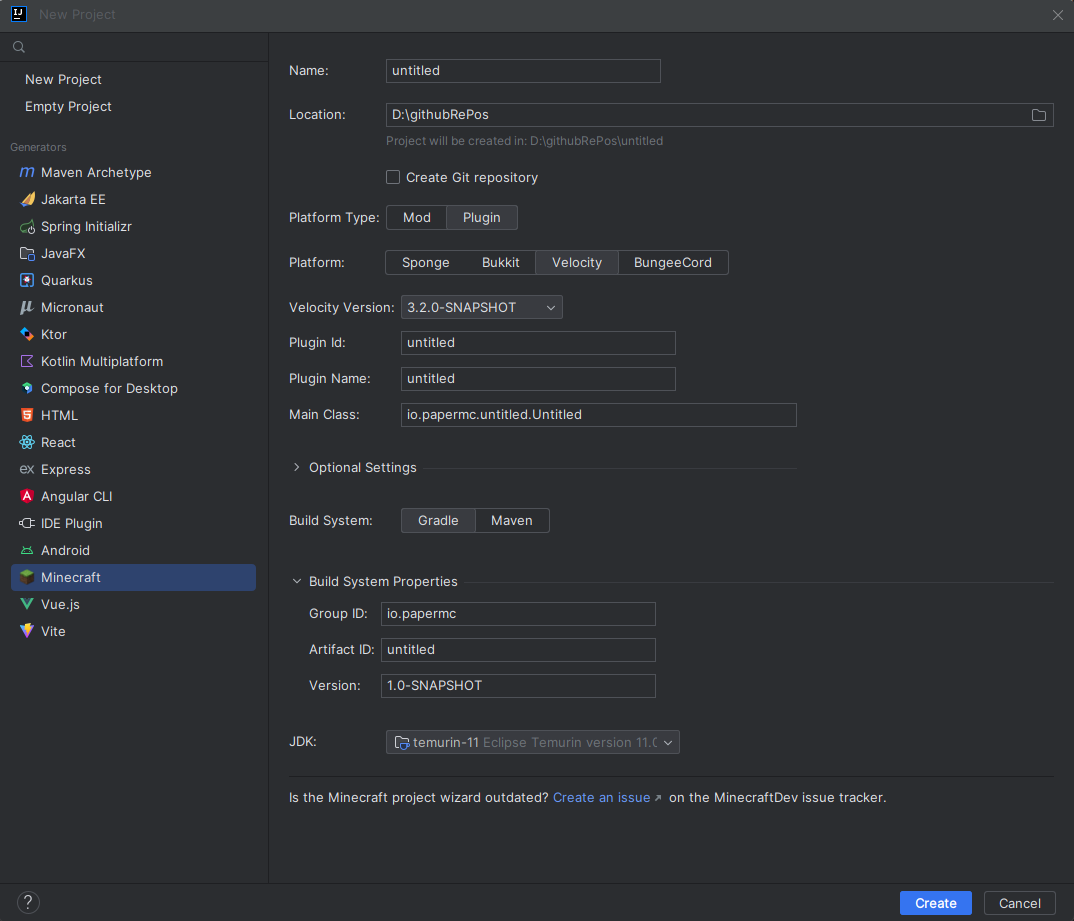 IJ New Project
New Project
Empty Project
Generators
m Maven Archetype
Jakarta EE
Spring Initializr
JavaFX
Quarkus
μ Micronaut
Ktor
Kotlin Multiplatform
Compose for Desktop
5 HTML
React
ex Express
A Angular CLI
IDE Plugin
Android
Minecraft
Vue.js
Vite
Name: untitled
Location: D:\githubRePos
Project will be created in: D:\githubRePos\untitled
Create Git repository
Platform Type: Mod Plugin
Platform: Sponge Bukkit Velocity BungeeCord
Velocity Version: 3.2.0-SNAPSHOT
Plugin Id: untitled
Plugin Name: untitled
Main Class: io.papermc.untitled.Untitled
Optional Settings
Build System: Gradle Maven
Build System Properties
Group ID: io.papermc
Artifact ID: untitled
Version: 1.0-SNAPSHOT
JDK: temurin-11 Eclipse Temurin version 11.0
Is the Minecraft project wizard outdated? Create an issue ↗ on the MinecraftDev issue tracker.
? Create Cancel